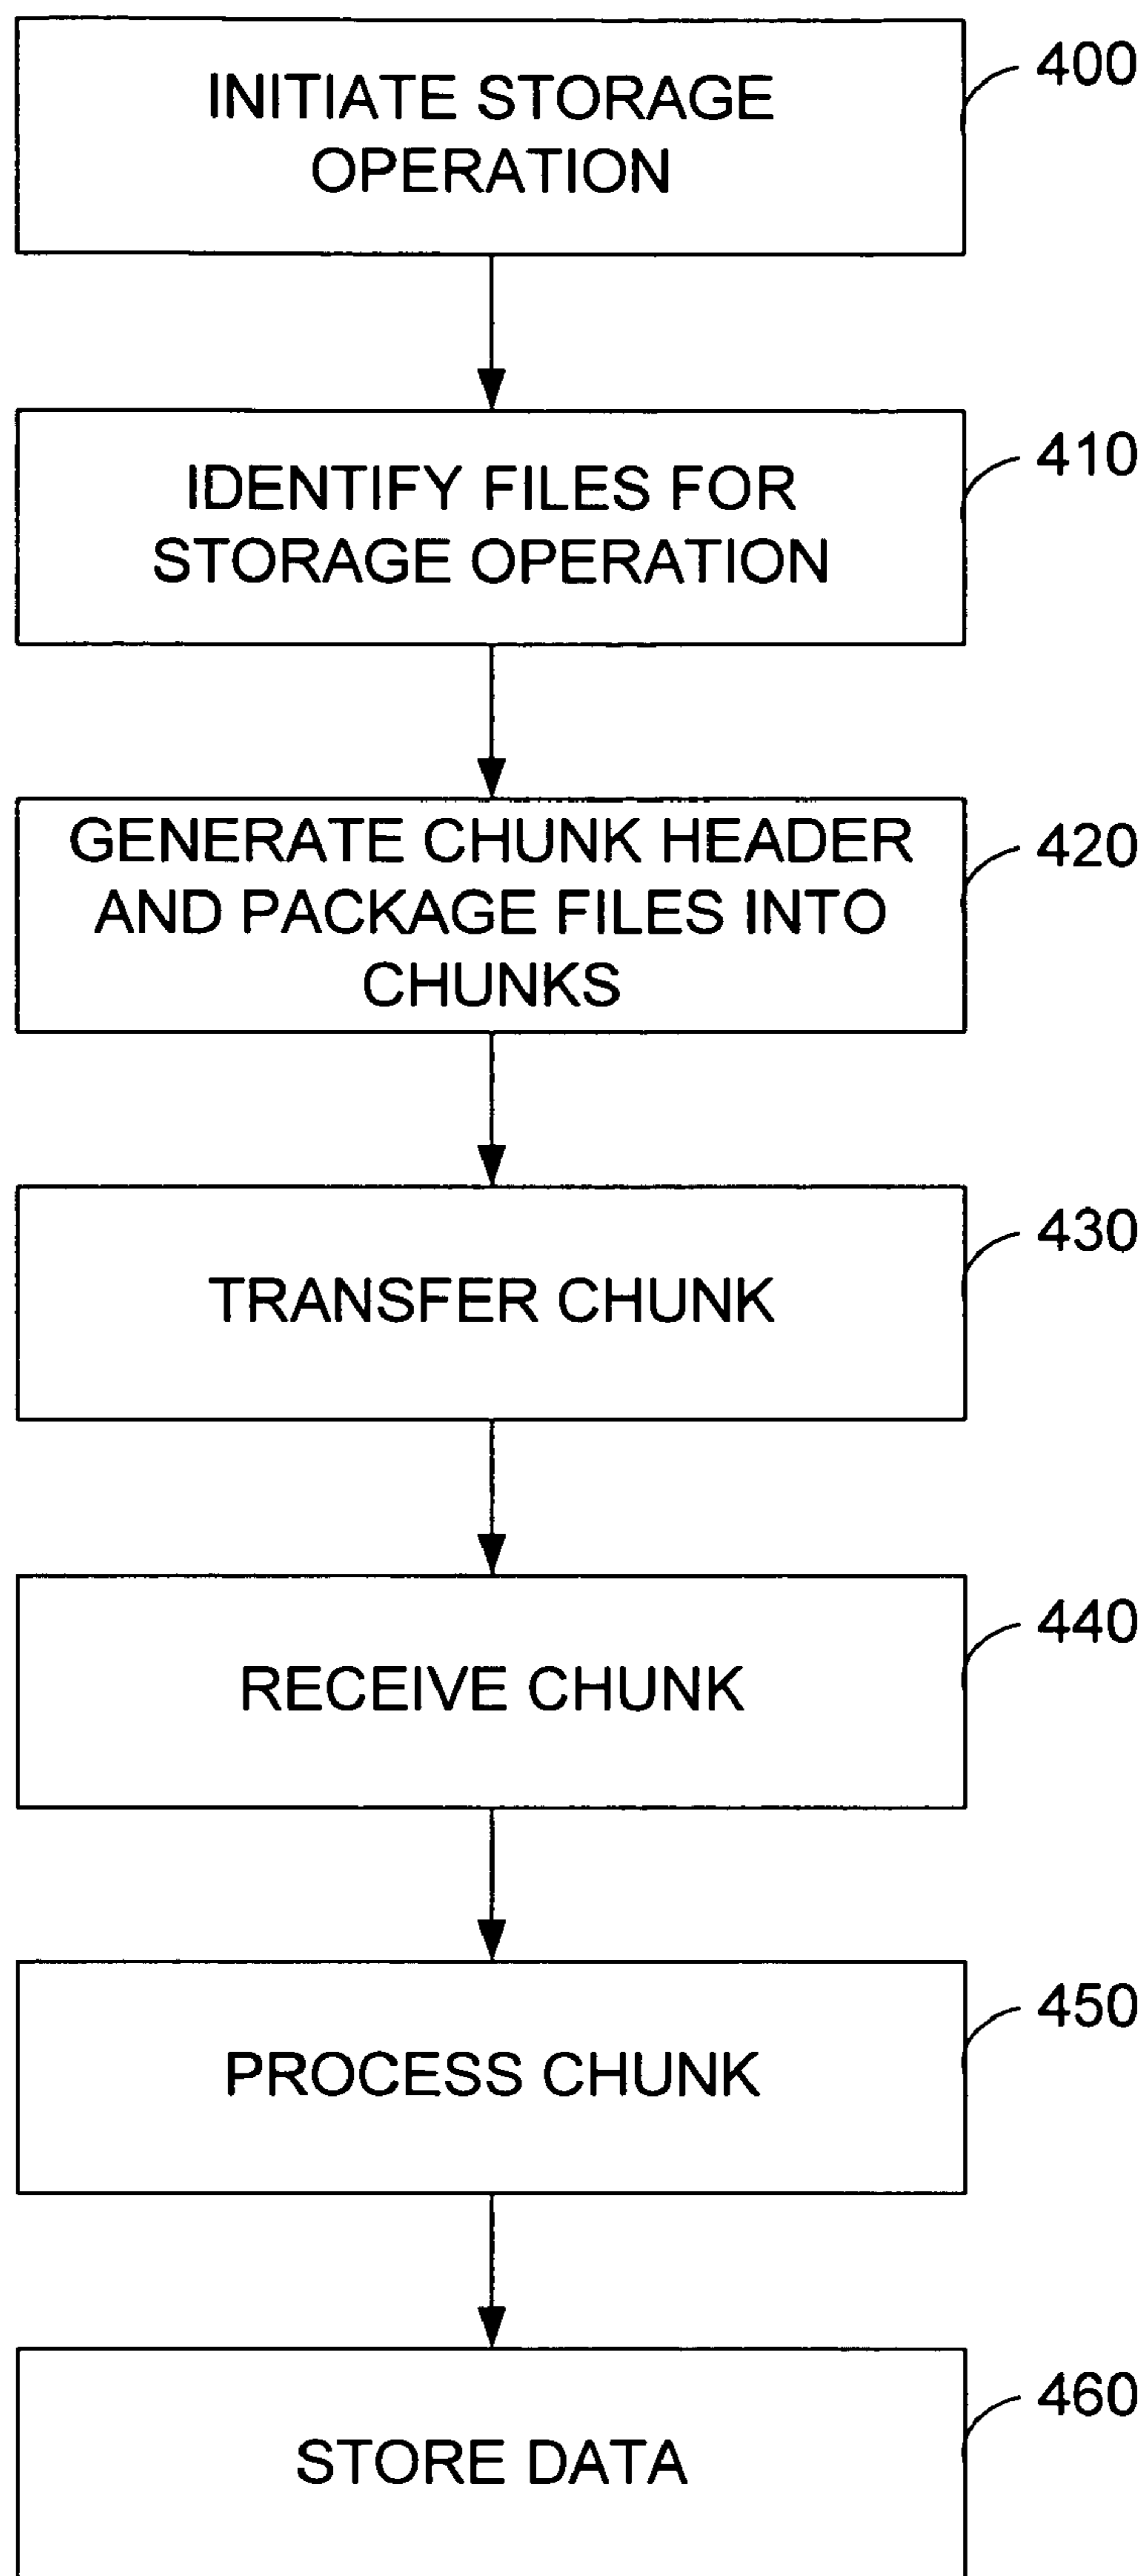 INITIATE STORAGE
OPERATION
400
IDENTIFY FILES FOR
STORAGE OPERATION
410
GENERATE CHUNK HEADER
AND PACKAGE FILES INTO
CHUNKS
420
TRANSFER CHUNK
430
RECEIVE CHUNK
440
PROCESS CHUNK
450
STORE DATA
460